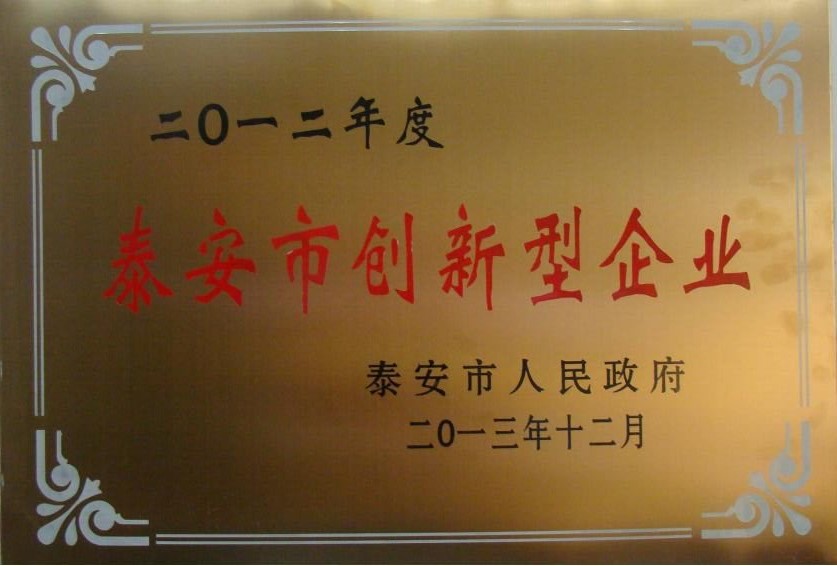 二〇一二年度
泰安市创新型企业
泰安市人民政府
二〇一三年十二月